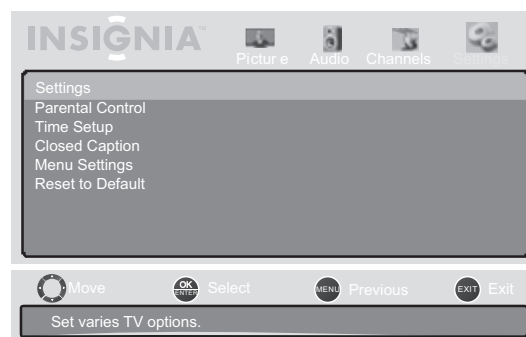 INSIGNIA™
Pictur e Audio Channels Settings
Settings
Parental Control
Time Setup
Closed Caption
Menu Settings
Reset to Default
Move OK ENTER Select MENU Previous EXIT Exit
Set varies TV options.